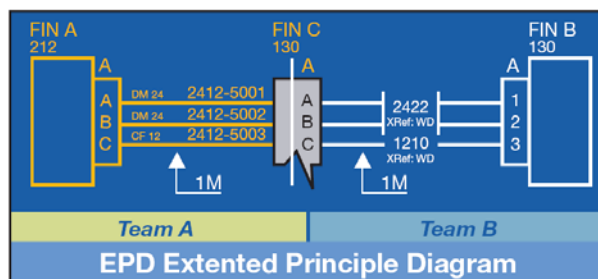 FIN A
212
FIN C
130
FIN B
130
A
A
A
A
DM 24
2412-5001
A
2422
XRef: WD
1
B
DM 24
2412-5002
B
2
C
CF 12
2412-5003
C
1210
XRef: WD
3
1M
1M
Team A
Team B
EPD Extented Principle Diagram